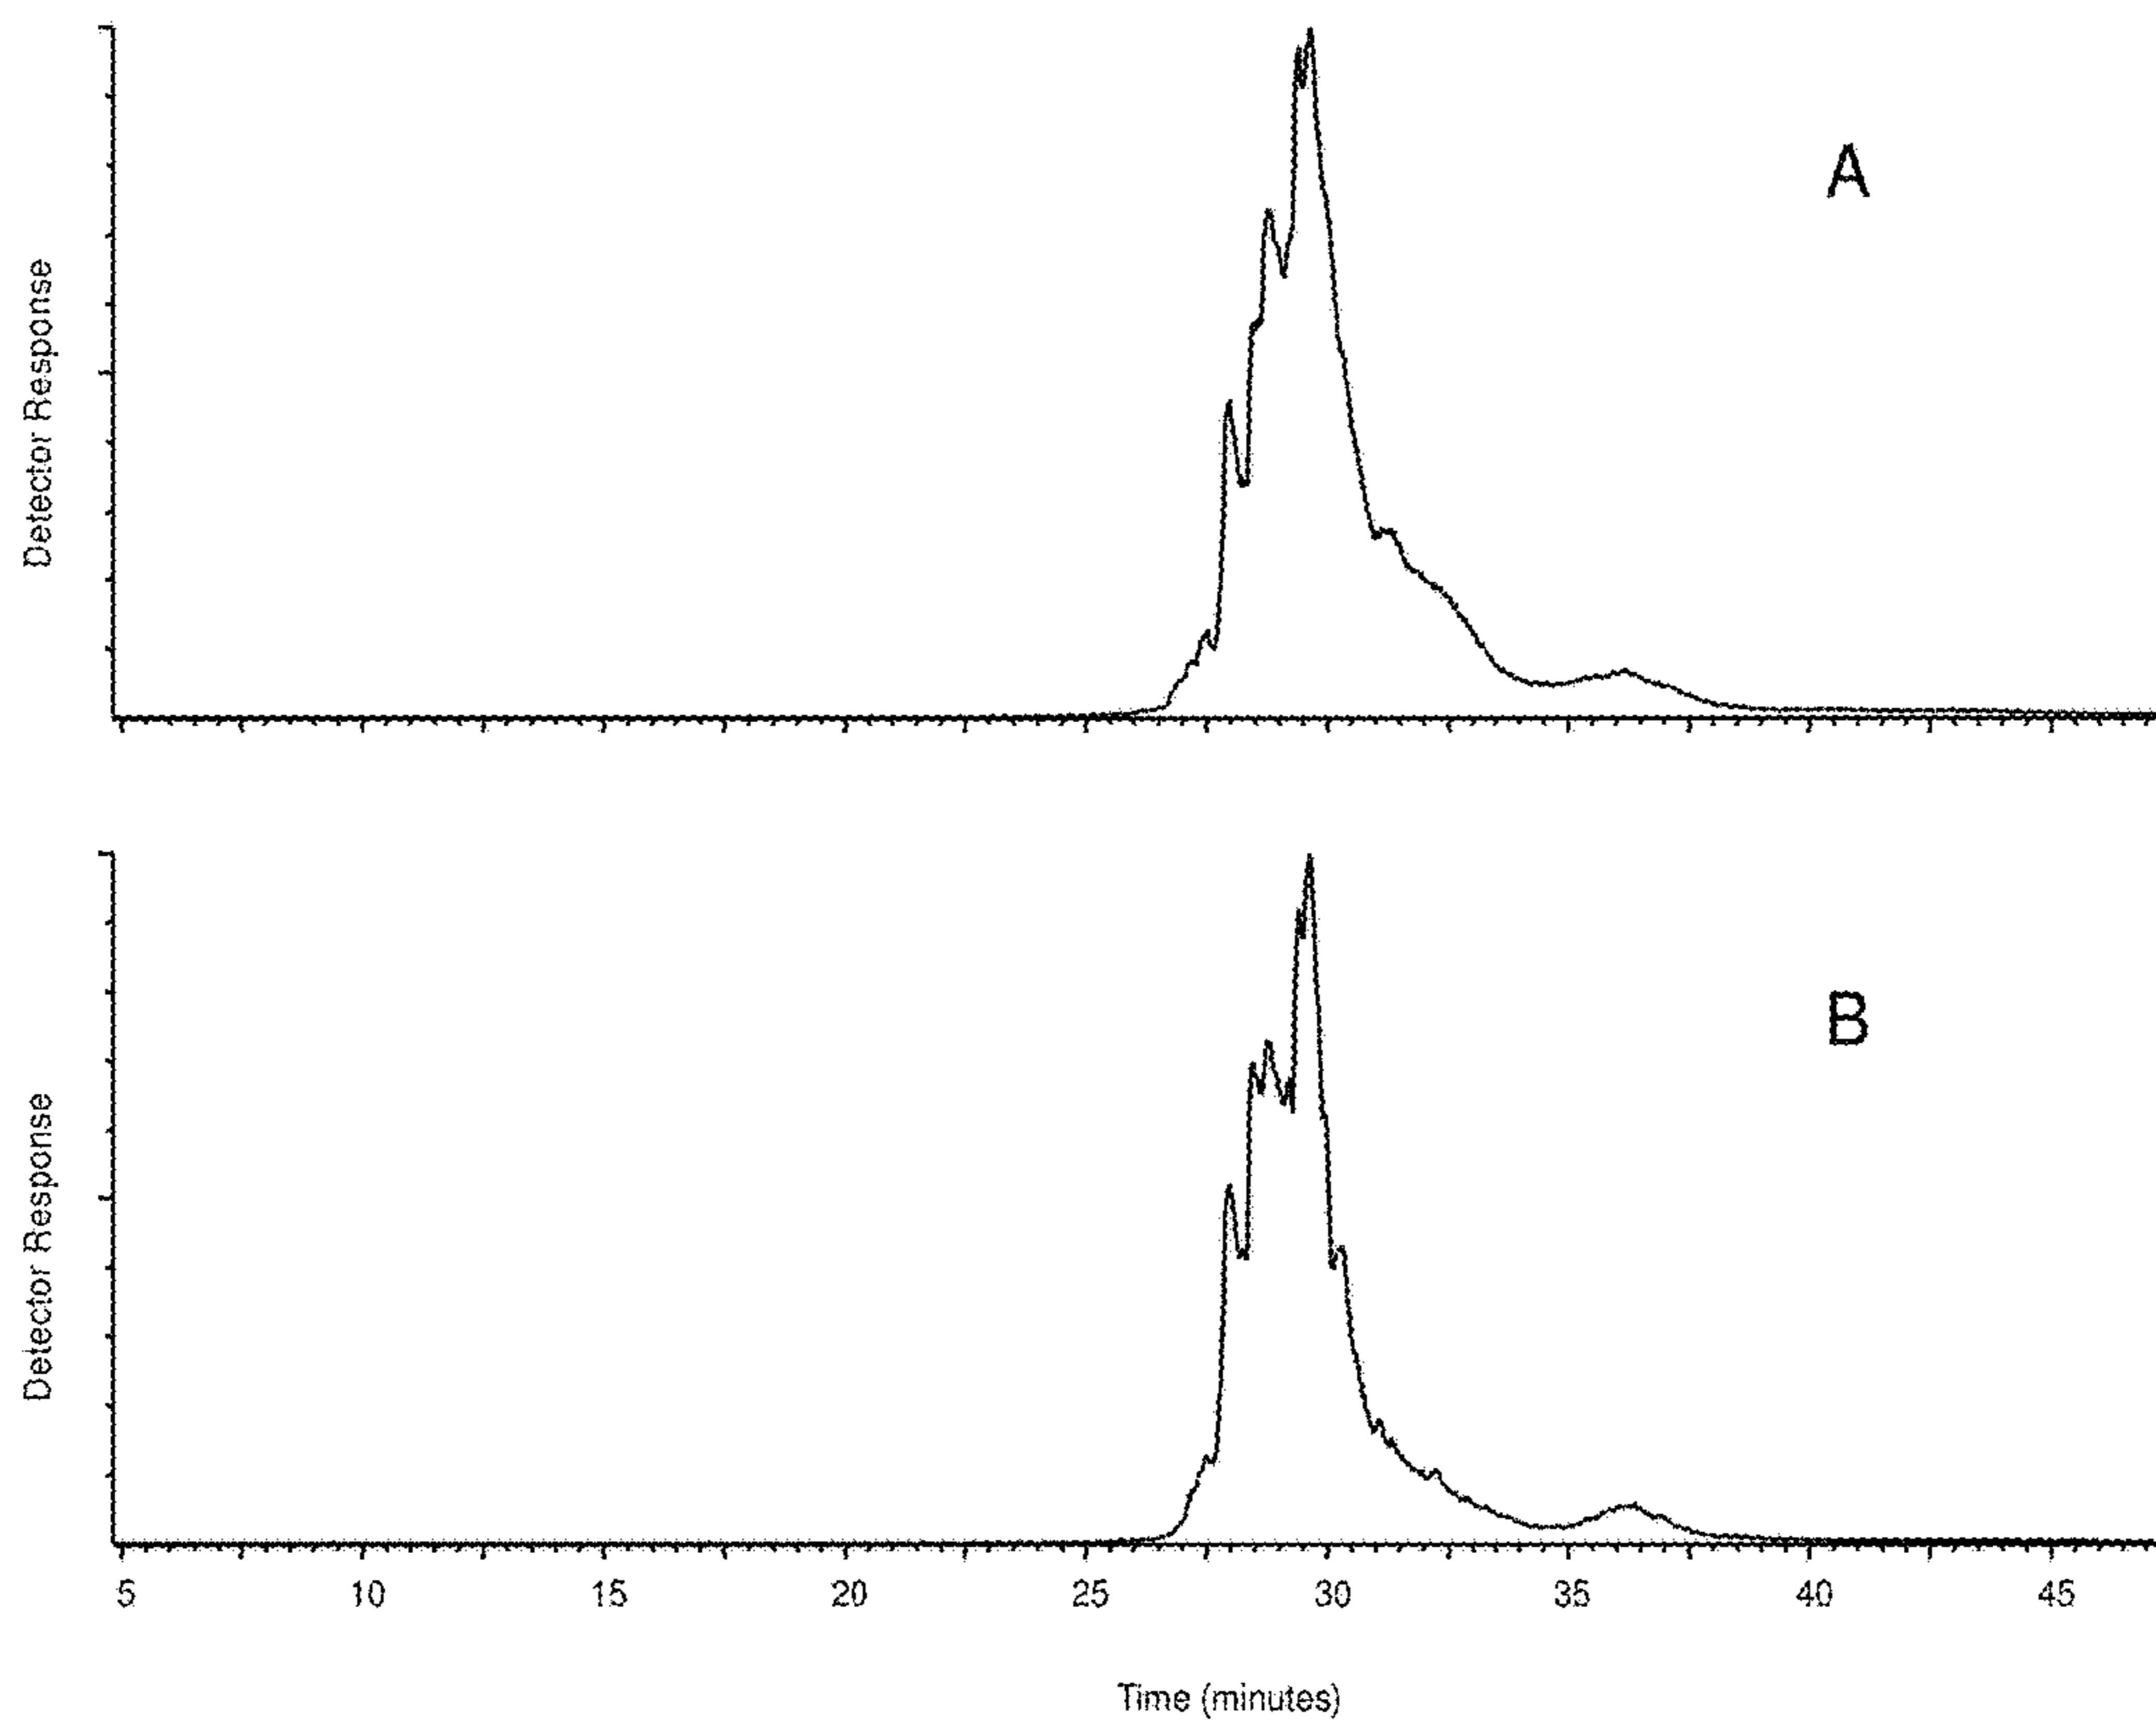 Detector Response
A
Detector Response
B
5 10 15 20 25 30 35 40 45
Time (minutes)